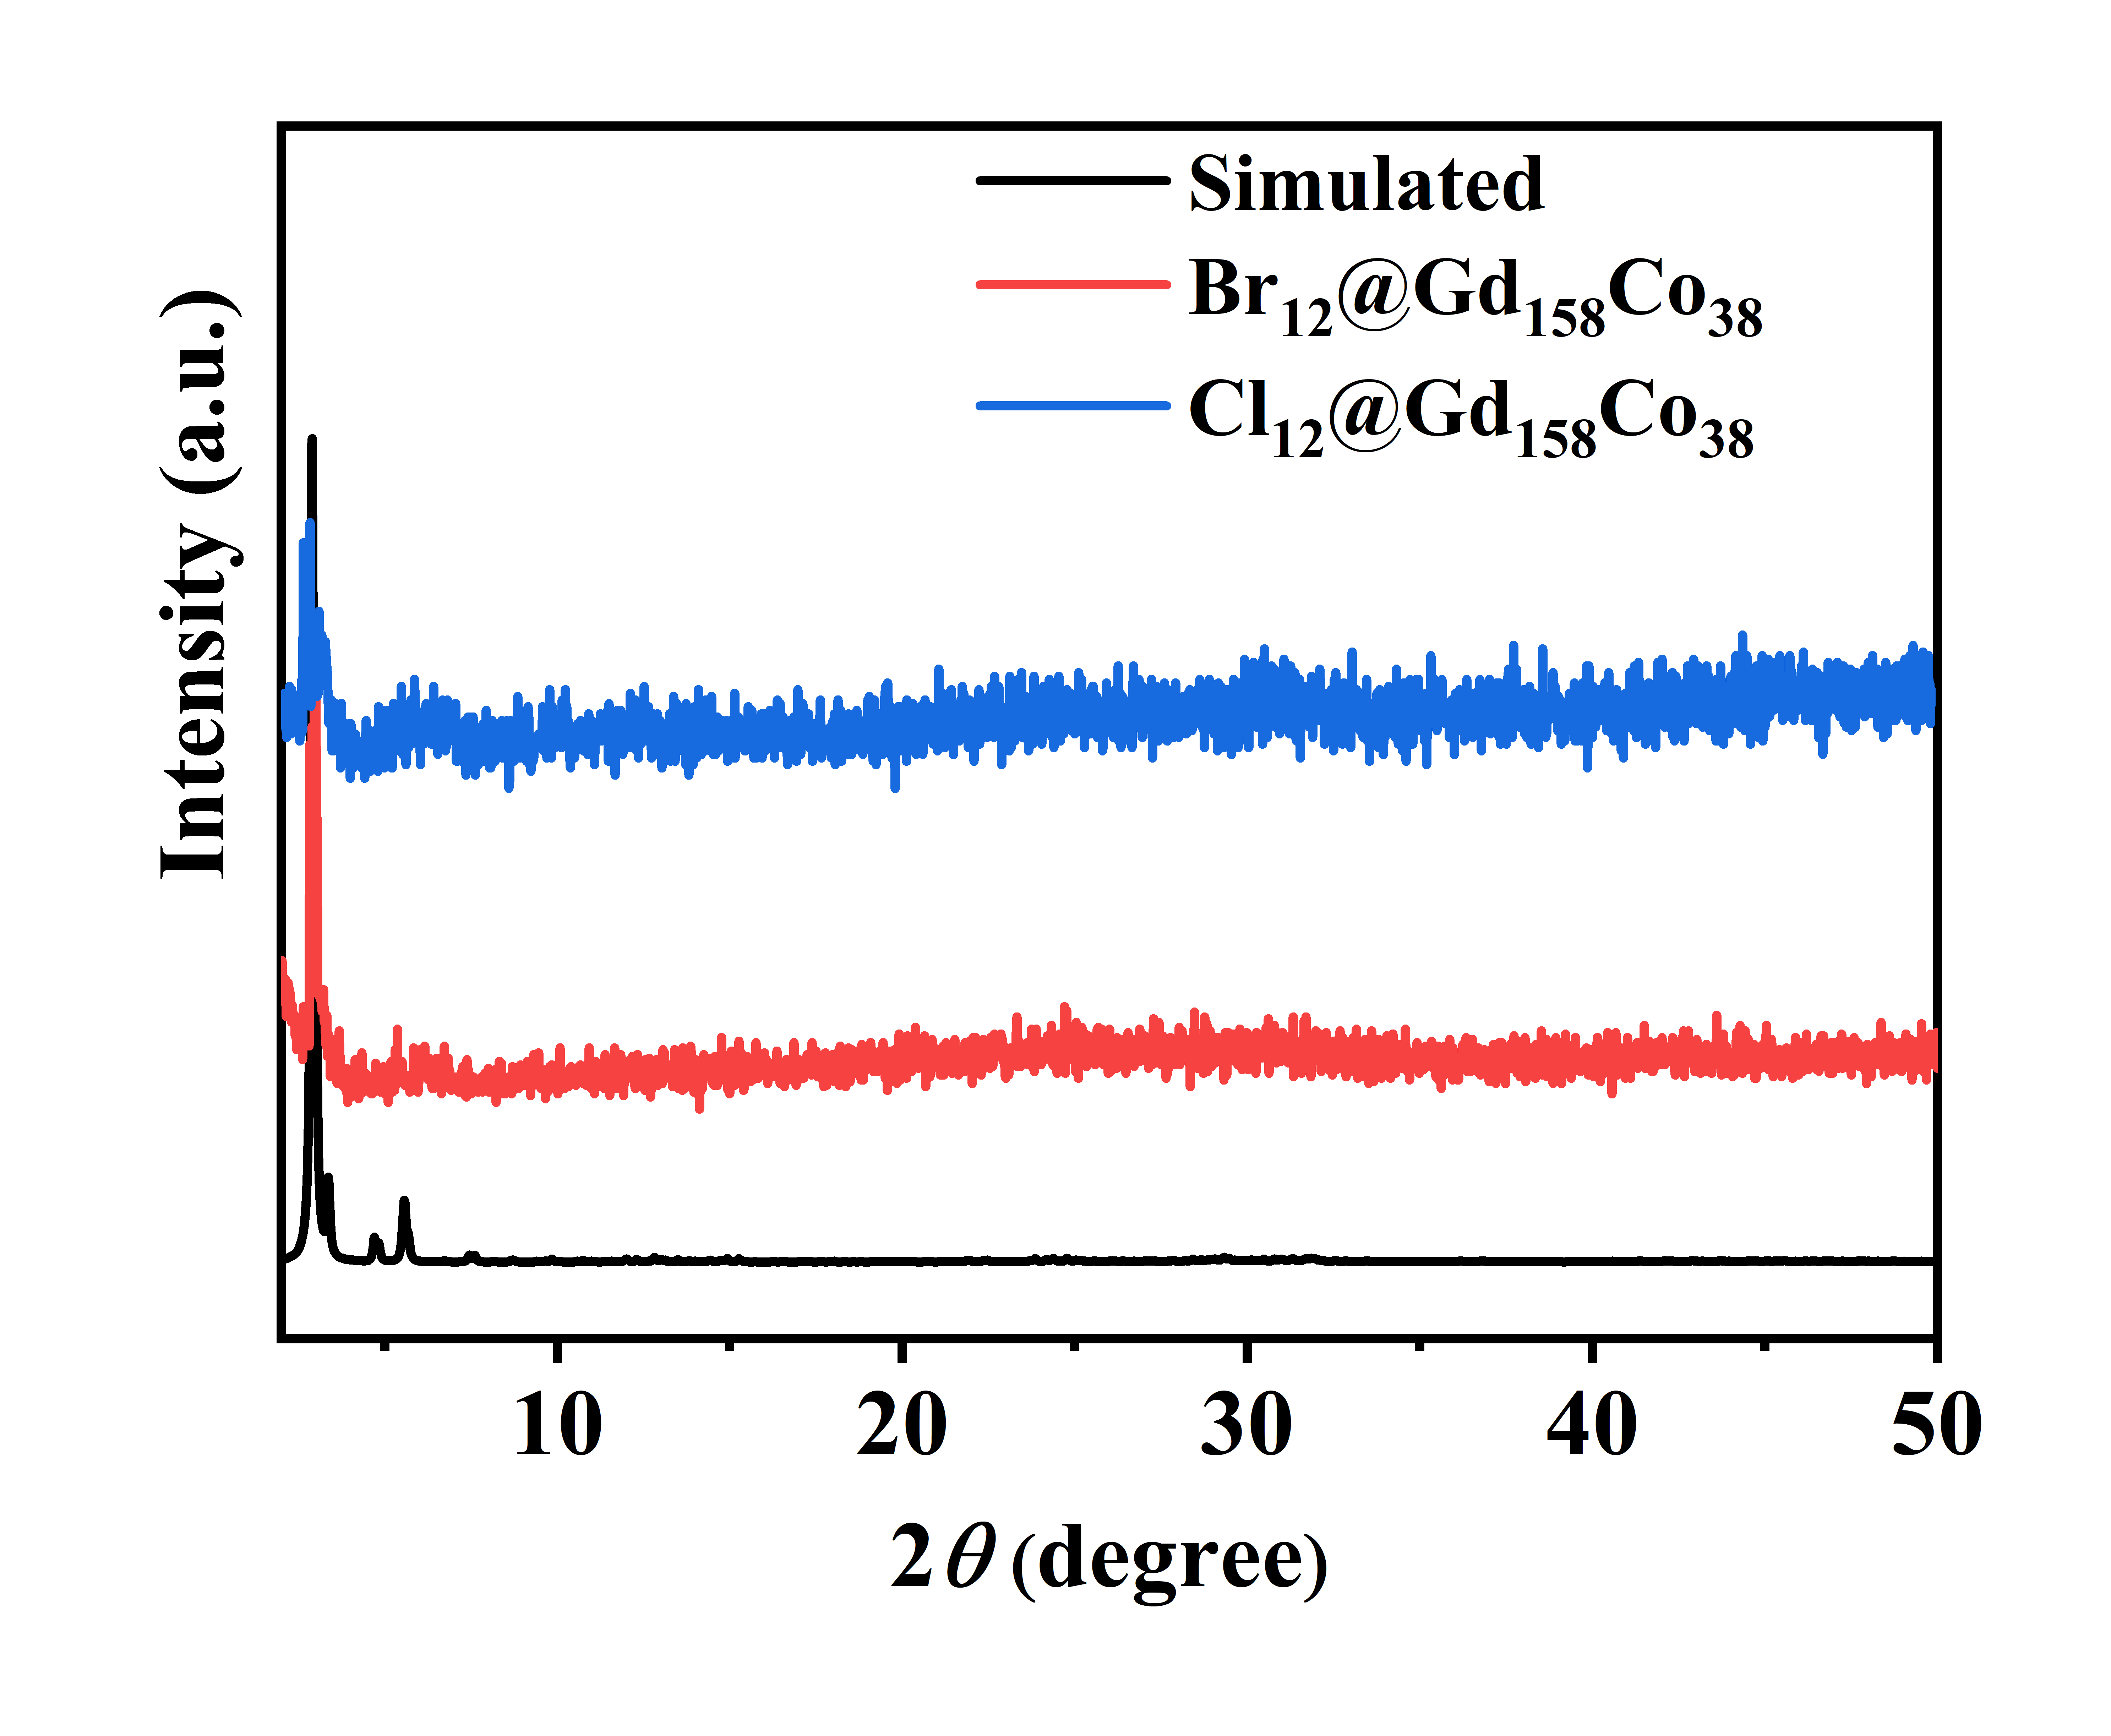 Simulated
Br₁₂@Gd₁₅₈Co₃₈
Cl₁₂@Gd₁₅₈Co₃₈
Intensity (a.u.)
10 20 30 40 50
2θ (degree)